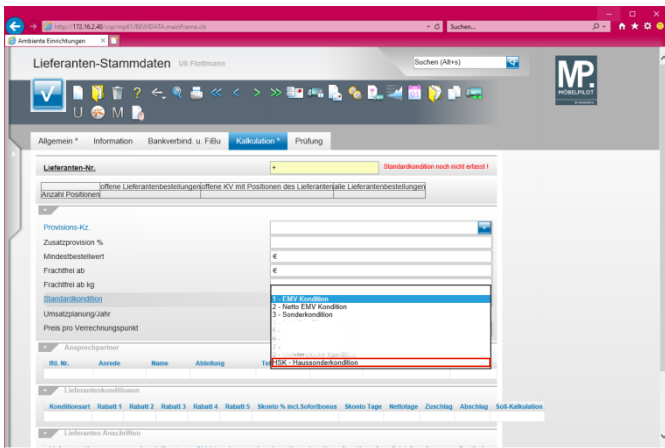 http://172.16.2.40/csp/mp61/BEWIDATA.mainFrame.cls
Suchen...
Ambiente Einrichtungen
Lieferanten-Stammdaten Uli Flottmann
Suchen (Alt+s)
MÖBELPILOT
U M
Allgemein * Information Bankverbind. u. FiBu Kalkulation * Prüfung
Lieferanten-Nr. + Standardkondition noch nicht erfasst !
offene Lieferantenbestellungen offene KV mit Positionen des Lieferanten alle Lieferantenbestellungen
Anzahl Positionen
Provisions-Kz.
Zusatzprovision %
Mindestbestellwert €
Frachtfrei ab €
Frachtfrei ab kg
Standardkondition 1 - EMV Kondition
2 - Netto EMV Kondition
Umsatzplanung/Jahr 3 - Sonderkondition
Preis pro Verrechnungspunkt
HSK - Haussonderkondition
Ansprechpartner
lfd. Nr. Anrede Name Abteilung
Lieferantenkonditionen
Konditionsart Rabatt 1 Rabatt 2 Rabatt 3 Rabatt 4 Rabatt 5 Skonto % incl.Sofortbonus Skonto Tage Nettotage Zuschlag Abschlag Soll-Kalkulation
Lieferanten Anschriften